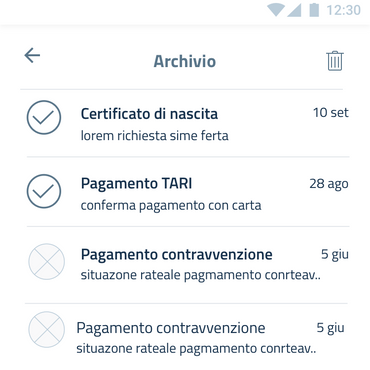 12:30
Archivio
Certificato di nascita 10 set
lorem richiesta sime ferta
Pagamento TARI 28 ago
conferma pagamento con carta
Pagamento contravvenzione 5 giu
situazone rateale pagmamento conrteav..
Pagamento contravvenzione 5 giu
situazone rateale pagmamento conrteav..